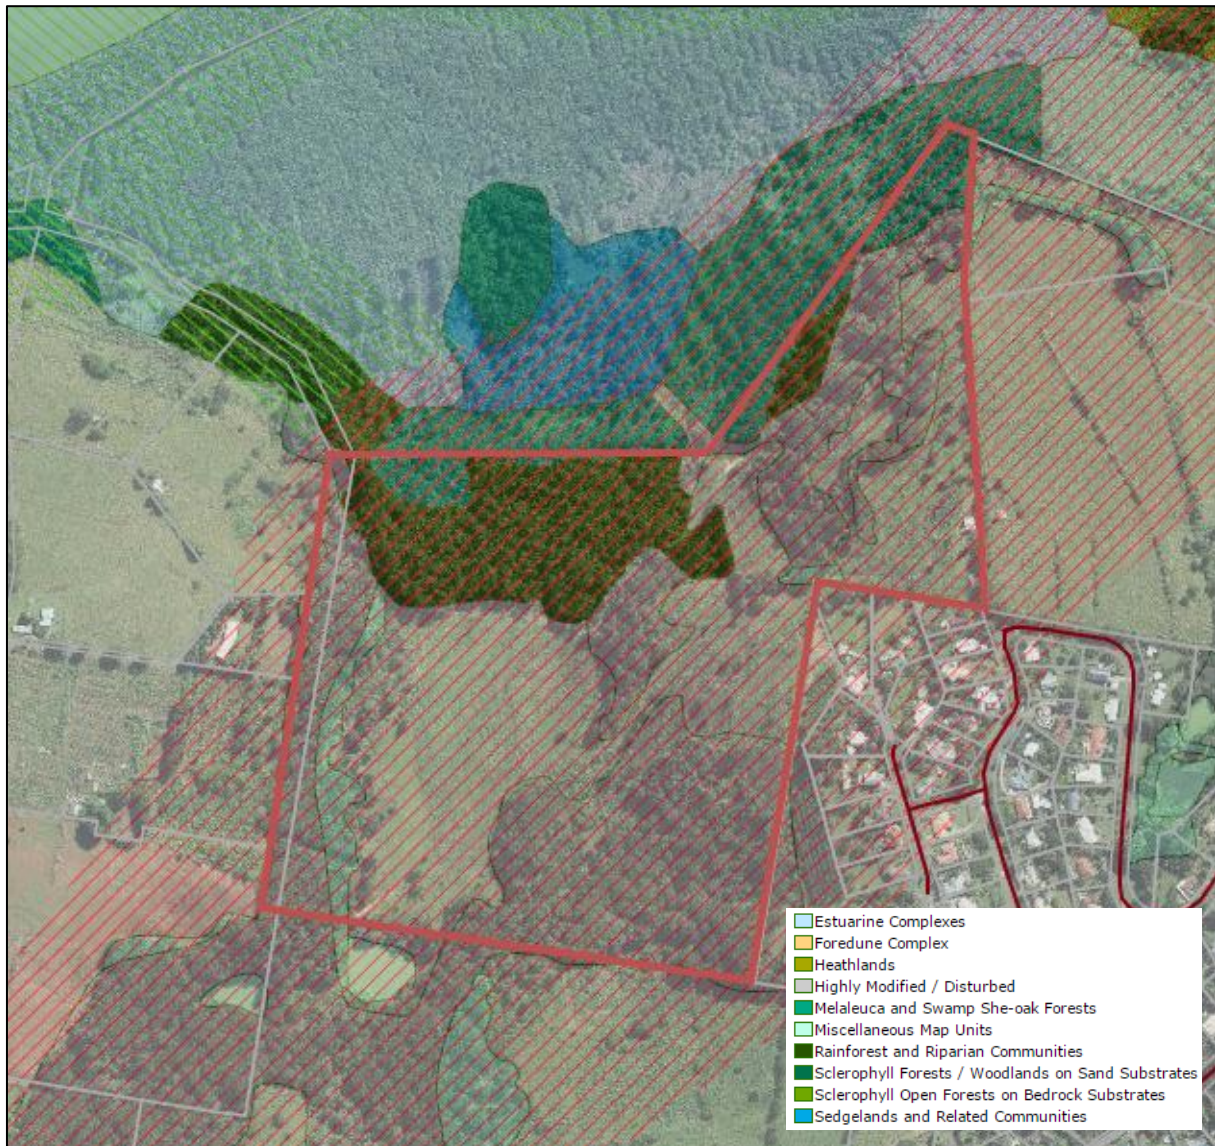 Estuarine Complexes
Foredune Complex
Heathlands
Highly Modified / Disturbed
Melaleuca and Swamp She-oak Forests
Miscellaneous Map Units
Rainforest and Riparian Communities
Sclerophyll Forests / Woodlands on Sand Substrates
Sclerophyll Open Forests on Bedrock Substrates
Sedgelands and Related Communities